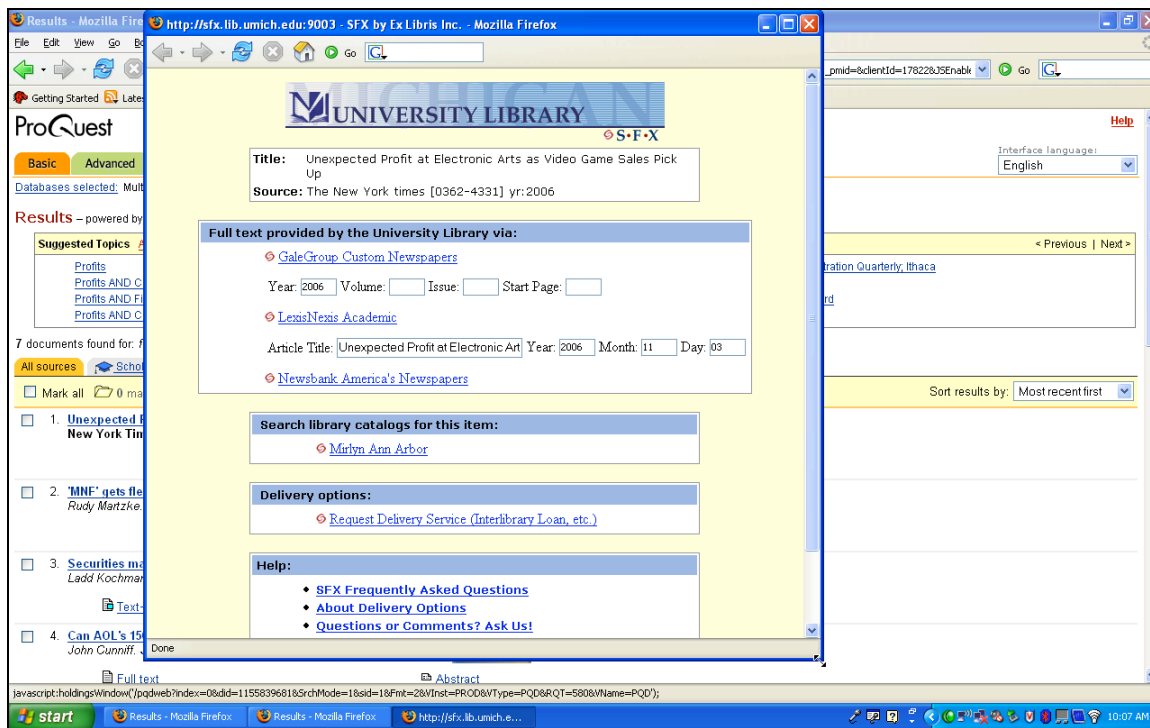 Results - Mozilla Fire
http://sfx.lib.umich.edu:9003 - SFX by Ex Libris Inc. - Mozilla Firefox
File Edit View Go
Go G
_pmid=&clientId=17822&JSEnabl Go G
Getting Started Late
MICHIGAN
UNIVERSITY LIBRARY
S·F·X
ProQuest
Help
Interface language:
English
Basic Advanced
Databases selected: Mult
Title: Unexpected Profit at Electronic Arts as Video Game Sales Pick
Up
Source: The New York times [0362-4331] yr:2006
Results – powered by
Suggested Topics
< Previous | Next >
Profits
Profits AND C
Profits AND Fi
Profits AND C
tration Quarterly; Ithaca
rd
Full text provided by the University Library via:
GaleGroup Custom Newspapers
Year: 2006 Volume: Issue: Start Page:
LexisNexis Academic
Article Title: Unexpected Profit at Electronic Art Year: 2006 Month: 11 Day: 03
Newsbank America's Newspapers
7 documents found for:
All sources Schol
Mark all 0 ma
Sort results by: Most recent first
Search library catalogs for this item:
Mirlyn Ann Arbor
Delivery options:
Request Delivery Service (Interlibrary Loan, etc.)
Help:
SFX Frequently Asked Questions
About Delivery Options
Questions or Comments? Ask Us!
1. Unexpected
New York Tim
2. 'MNF' gets fle
Rudy Martzke.
3. Securities ma
Ladd Kochmar
Text-
4. Can AOL's 150
John Cunniff.
Full text Abstract
Done
javascript:holdingsWindow('/pqdweb?index=0&did=1155839681&SrchMode=1&sid=1&Fmt=2&VInst=PROD&VType=PQD&RQT=580&VName=PQD');
start Results - Mozilla Firefox Results - Mozilla Firefox http://sfx.lib.umich.e... 10:07 AM